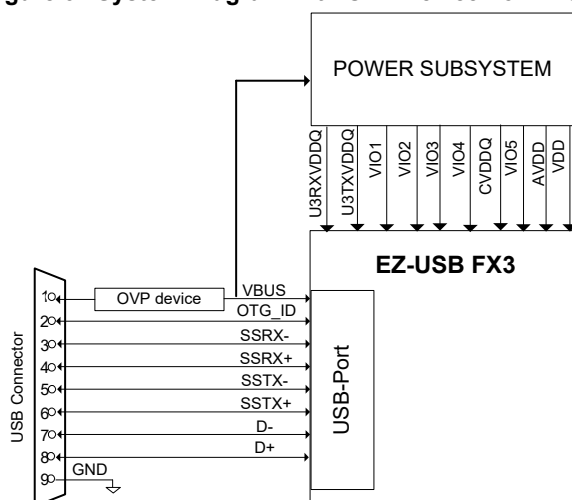 POWER SUBSYSTEM
U3RXVDDQ
U3TXVDDQ
VIO1
VIO2
VIO3
VIO4
CVDDQ
VIO5
AVDD
VDD
EZ-USB FX3
USB-Port
USB Connector
OVP device
VBUS
OTG_ID
SSRX-
SSRX+
SSTX-
SSTX+
D-
D+
GND
1
2
3
4
5
6
7
8
9